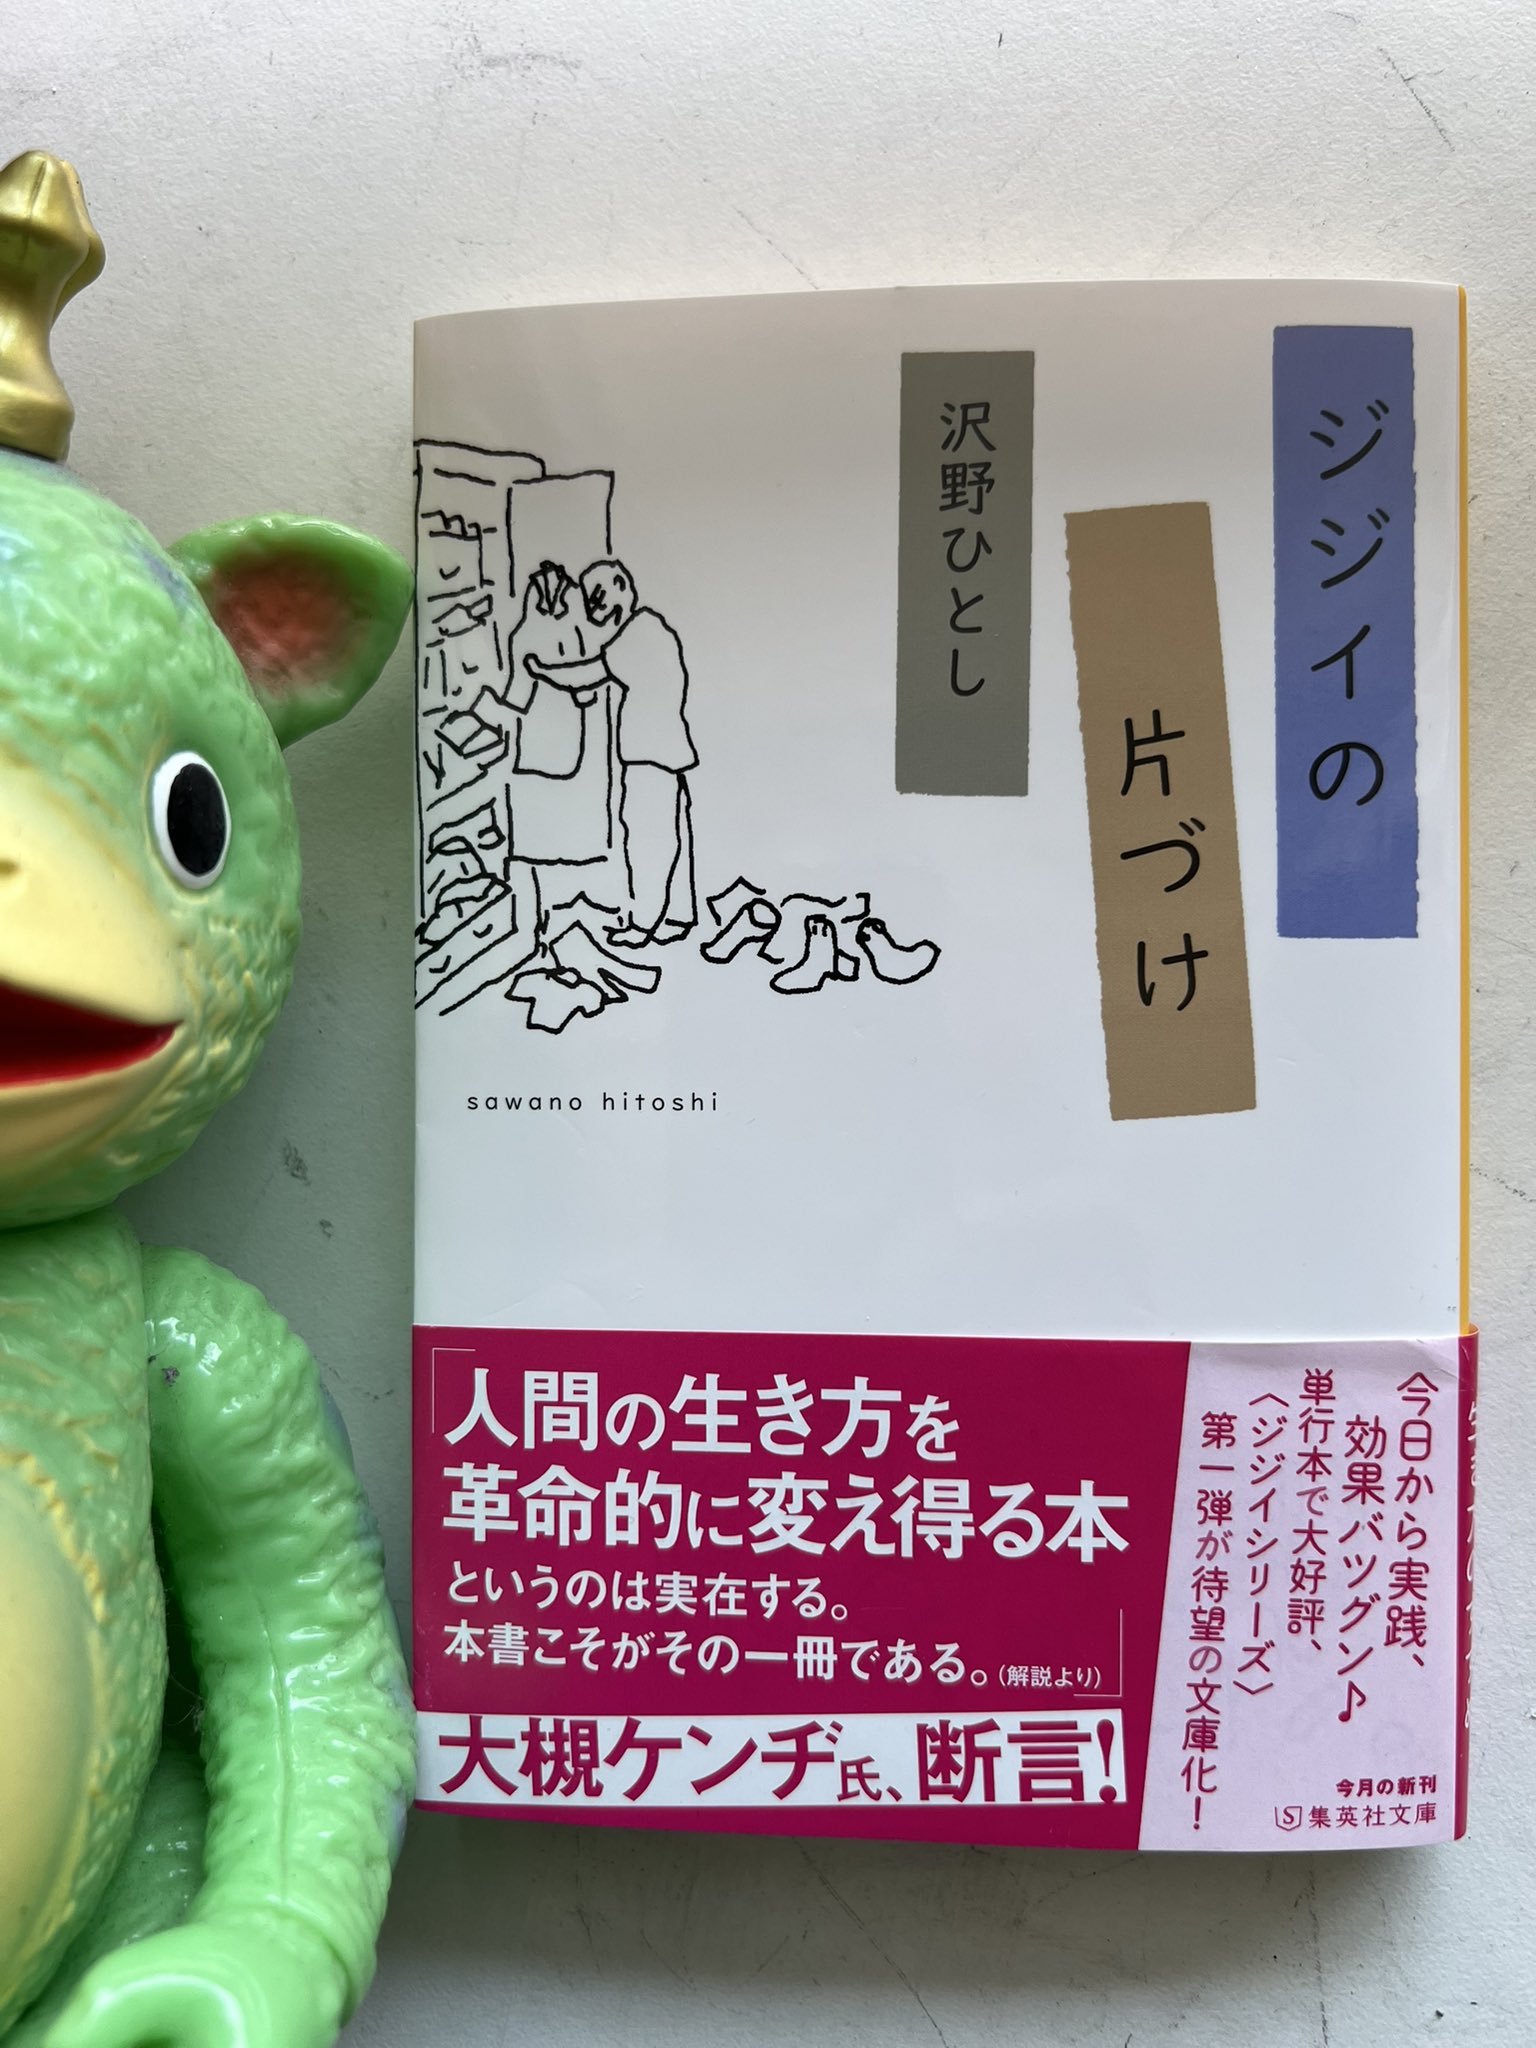 ジジイの
片づけ
沢野ひとし
sawano hitoshi
「人間の生き方を
革命的に変え得る本
というのは実在する。
本書こそがその一冊である。（解説より）」
大槻ケンヂ氏、断言！
今日から実践、
効果バツグン♪
単行本で大好評、
〈ジジイシリーズ〉
第一弾が待望の文庫化！
今月の新刊
S集英社文庫